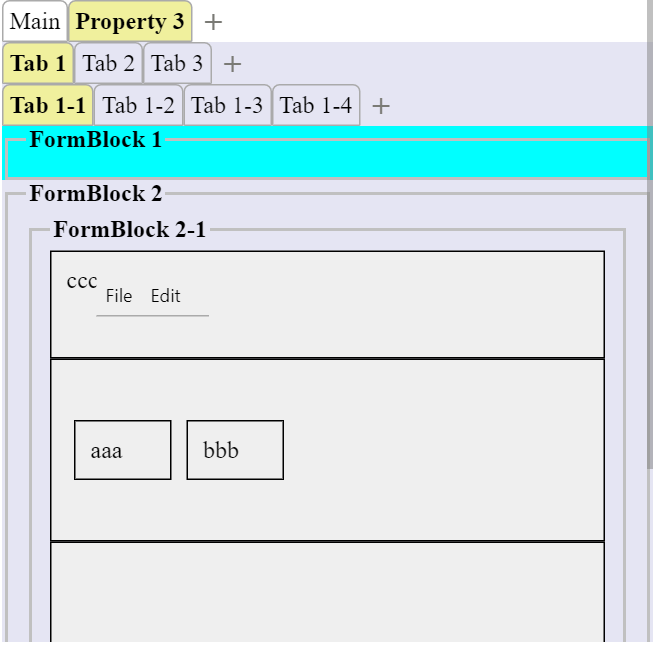 Main Property 3 +
Tab 1 Tab 2 Tab 3 +
Tab 1-1 Tab 1-2 Tab 1-3 Tab 1-4 +
FormBlock 1
FormBlock 2
FormBlock 2-1
ccc
File Edit
aaa bbb